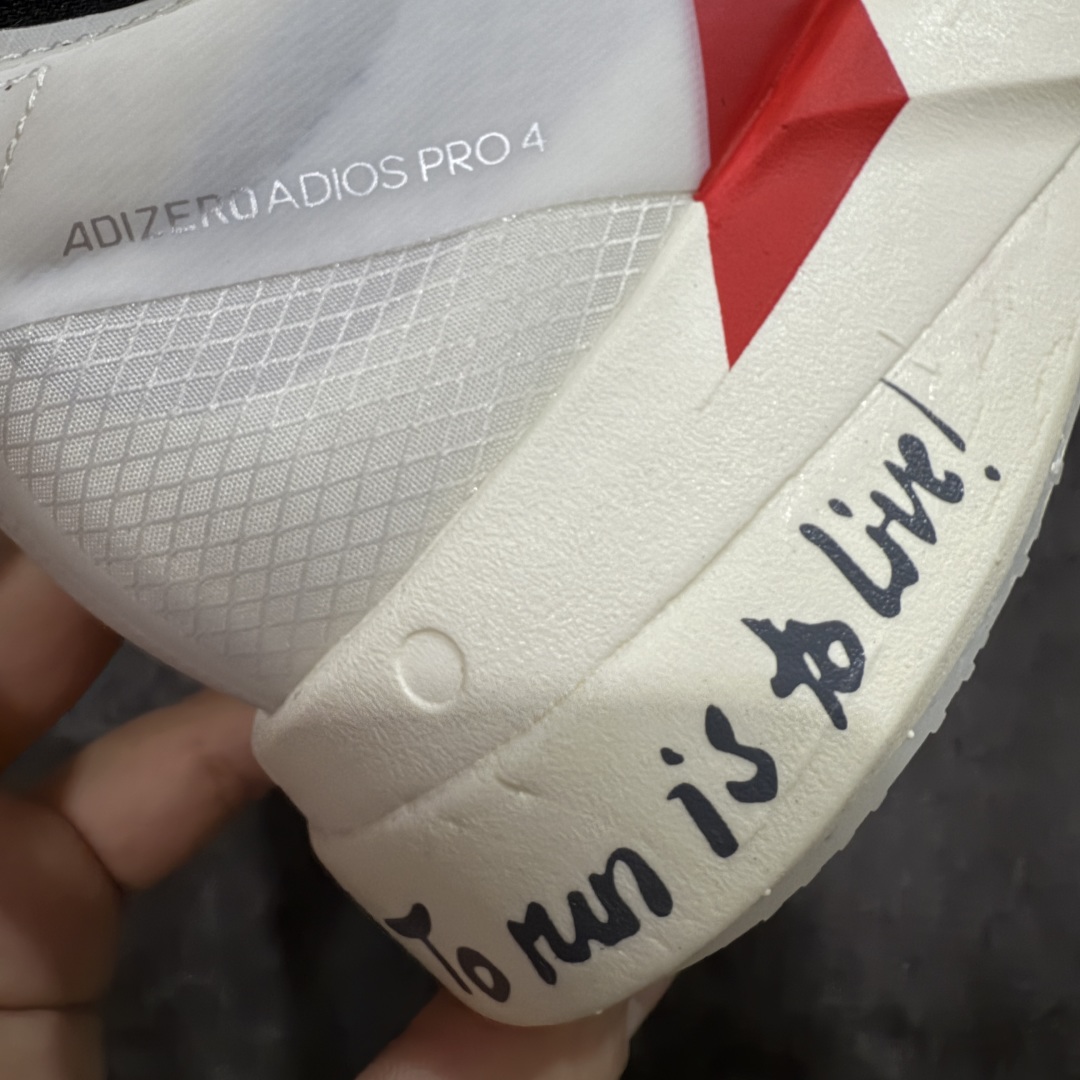 ADIZERO ADIOS PRO 4
To run is to live!